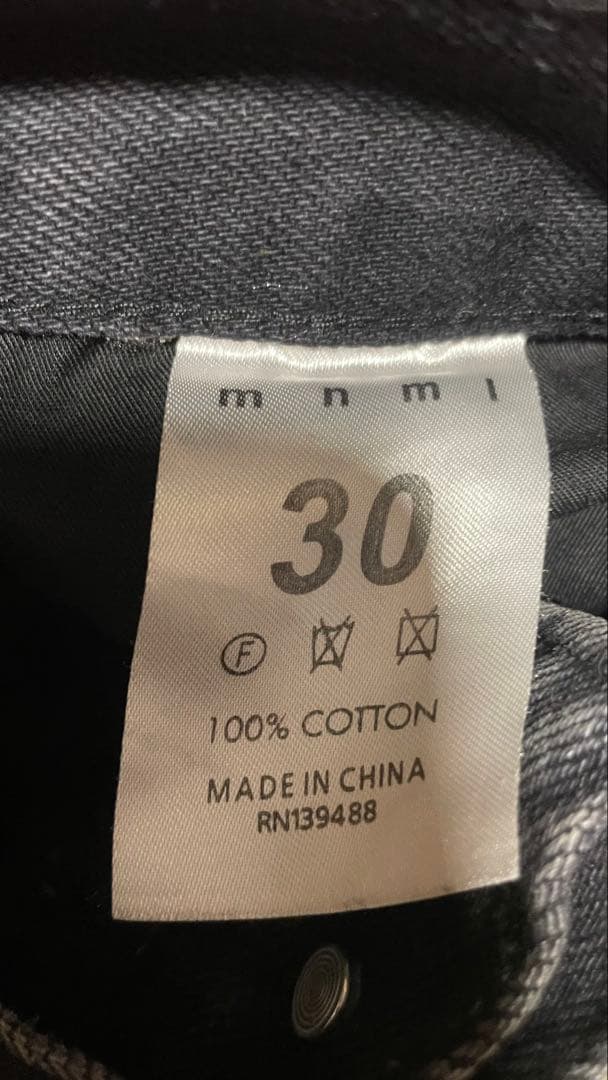 m n m l
30
F
100% COTTON
MADE IN CHINA
RN139488